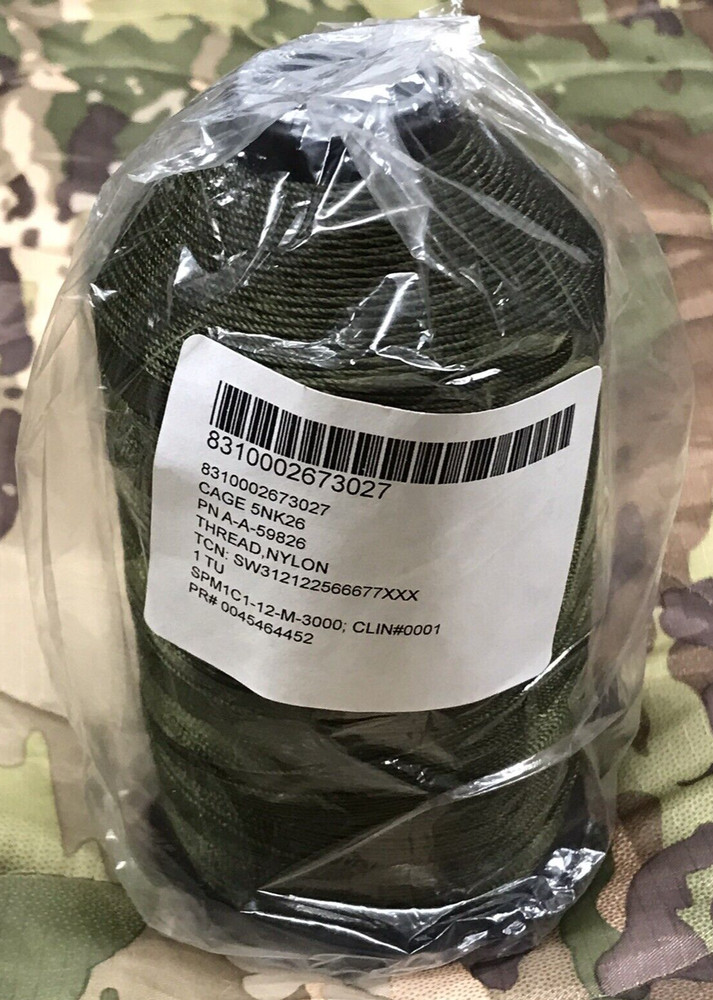 8310002673027
8310002673027
CAGE 5NK26
PN A-A-59826
THREAD,NYLON
TCN: SW312122566677XXX
1 TU
SPM1C1-12-M-3000; CLIN#0001
PR# 0045464452